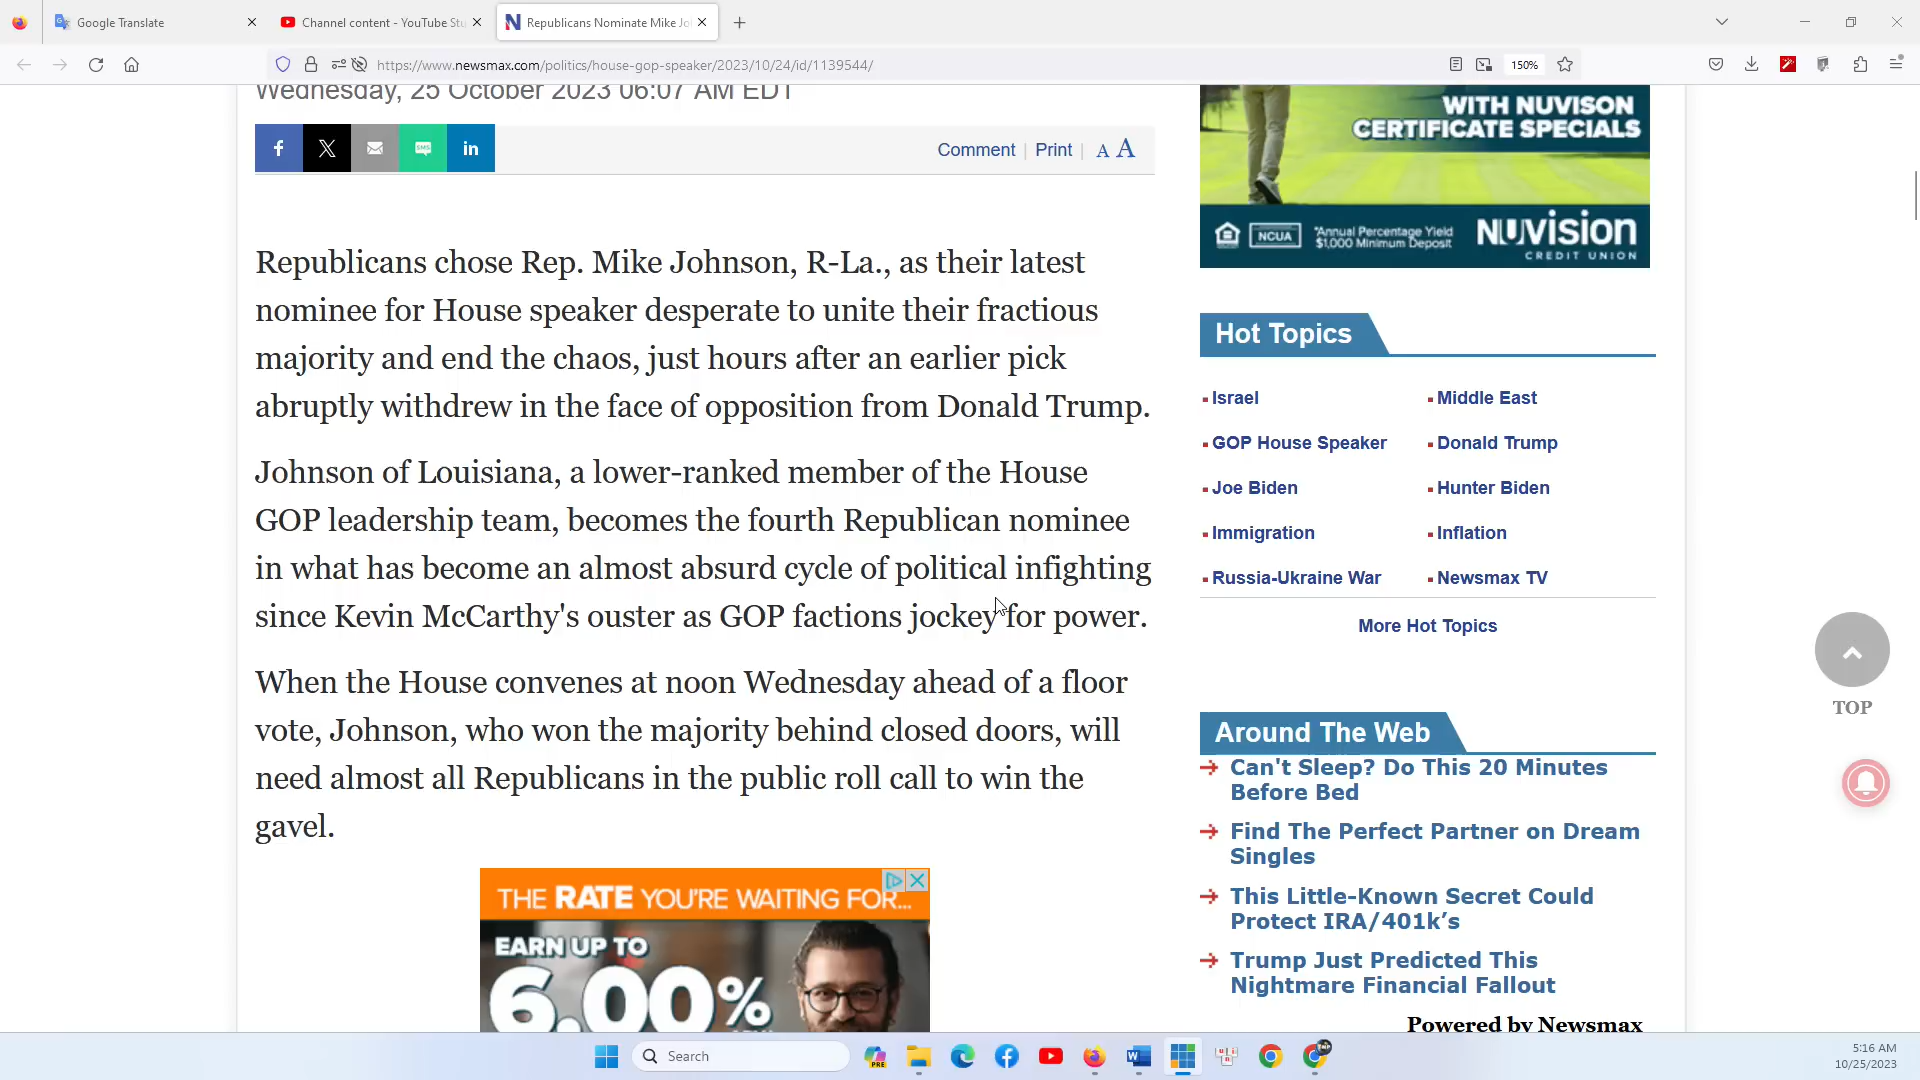 Google Translate
Channel content - YouTube Stu
Republicans Nominate Mike Jo
https://www.newsmax.com/politics/house-gop-speaker/2023/10/24/id/1139544/
150%
Wednesday, 25 October 2023 06:07 AM EDT
Comment | Print | A A
Republicans chose Rep. Mike Johnson, R-La., as their latest
nominee for House speaker desperate to unite their fractious
majority and end the chaos, just hours after an earlier pick
abruptly withdrew in the face of opposition from Donald Trump.
Johnson of Louisiana, a lower-ranked member of the House
GOP leadership team, becomes the fourth Republican nominee
in what has become an almost absurd cycle of political infighting
since Kevin McCarthy's ouster as GOP factions jockey for power.
When the House convenes at noon Wednesday ahead of a floor
vote, Johnson, who won the majority behind closed doors, will
need almost all Republicans in the public roll call to win the
gavel.
THE RATE YOU'RE WAITING FOR...
EARN UP TO
6.00%
WITH NUVISON
CERTIFICATE SPECIALS
NCUA
*Annual Percentage Yield
$1,000 Minimum Deposit
NUVISION
CREDIT UNION
Hot Topics
Israel
Middle East
GOP House Speaker
Donald Trump
Joe Biden
Hunter Biden
Immigration
Inflation
Russia-Ukraine War
Newsmax TV
More Hot Topics
Around The Web
Can't Sleep? Do This 20 Minutes
Before Bed
Find The Perfect Partner on Dream
Singles
This Little-Known Secret Could
Protect IRA/401k's
Trump Just Predicted This
Nightmare Financial Fallout
Powered by Newsmax
TOP
Search
5:16 AM
10/25/2023